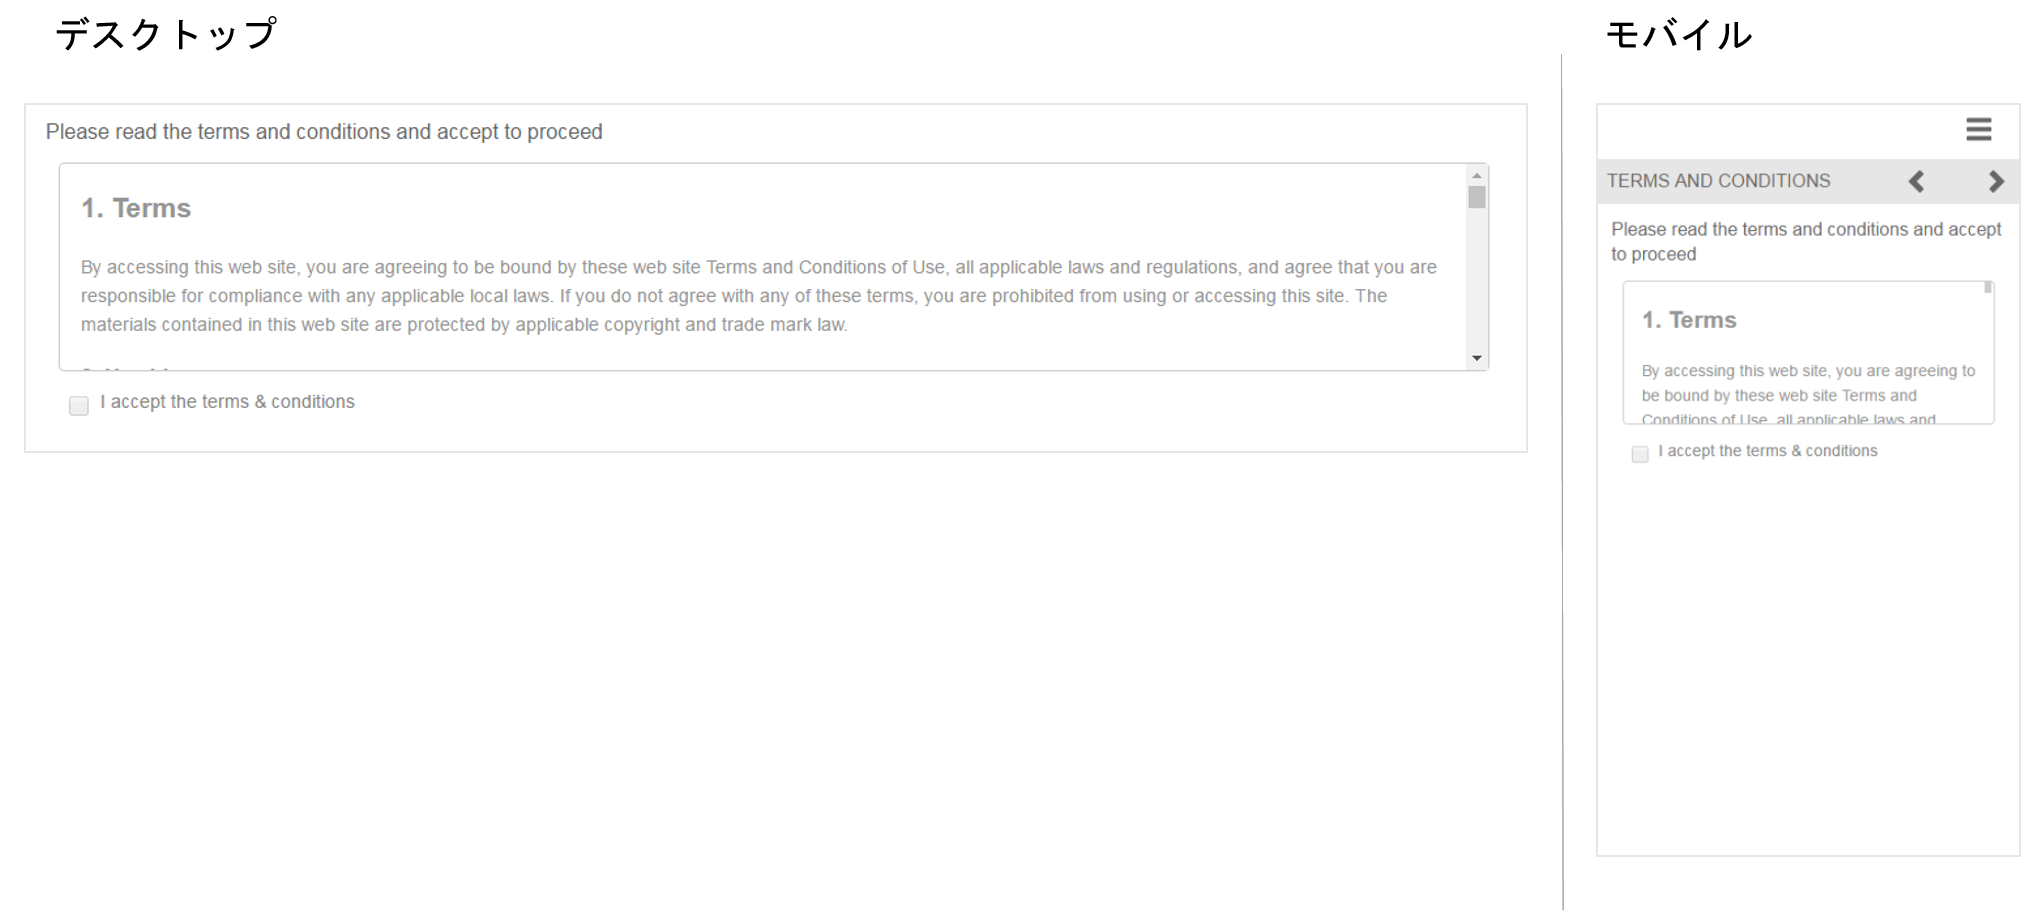 デスクトップ
Please read the terms and conditions and accept to proceed
1. Terms
By accessing this web site, you are agreeing to be bound by these web site Terms and Conditions of Use, all applicable laws and regulations, and agree that you are
responsible for compliance with any applicable local laws. If you do not agree with any of these terms, you are prohibited from using or accessing this site. The
materials contained in this web site are protected by applicable copyright and trade mark law.
I accept the terms & conditions
モバイル
TERMS AND CONDITIONS
Please read the terms and conditions and accept
to proceed
1. Terms
By accessing this web site, you are agreeing to
be bound by these web site Terms and
Conditions of Use, all applicable laws and
I accept the terms & conditions